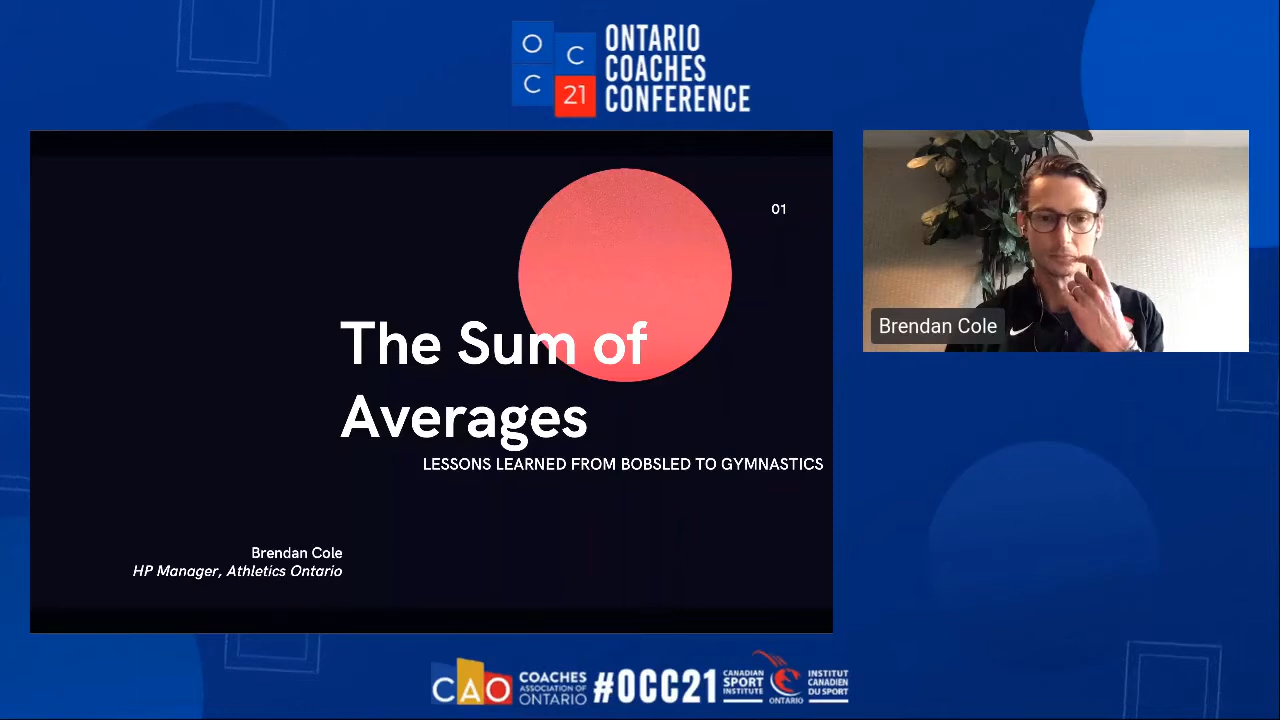 O
C
C
21
ONTARIO
COACHES
CONFERENCE
01
The Sum of
Averages
LESSONS LEARNED FROM BOBSLED TO GYMNASTICS
Brendan Cole
HP Manager, Athletics Ontario
Brendan Cole
CAO
COACHES
ASSOCIATION OF
ONTARIO
#OCC21
CANADIAN
SPORT
INSTITUTE
ONTARIO
INSTITUT
CANADIEN
DU SPORT